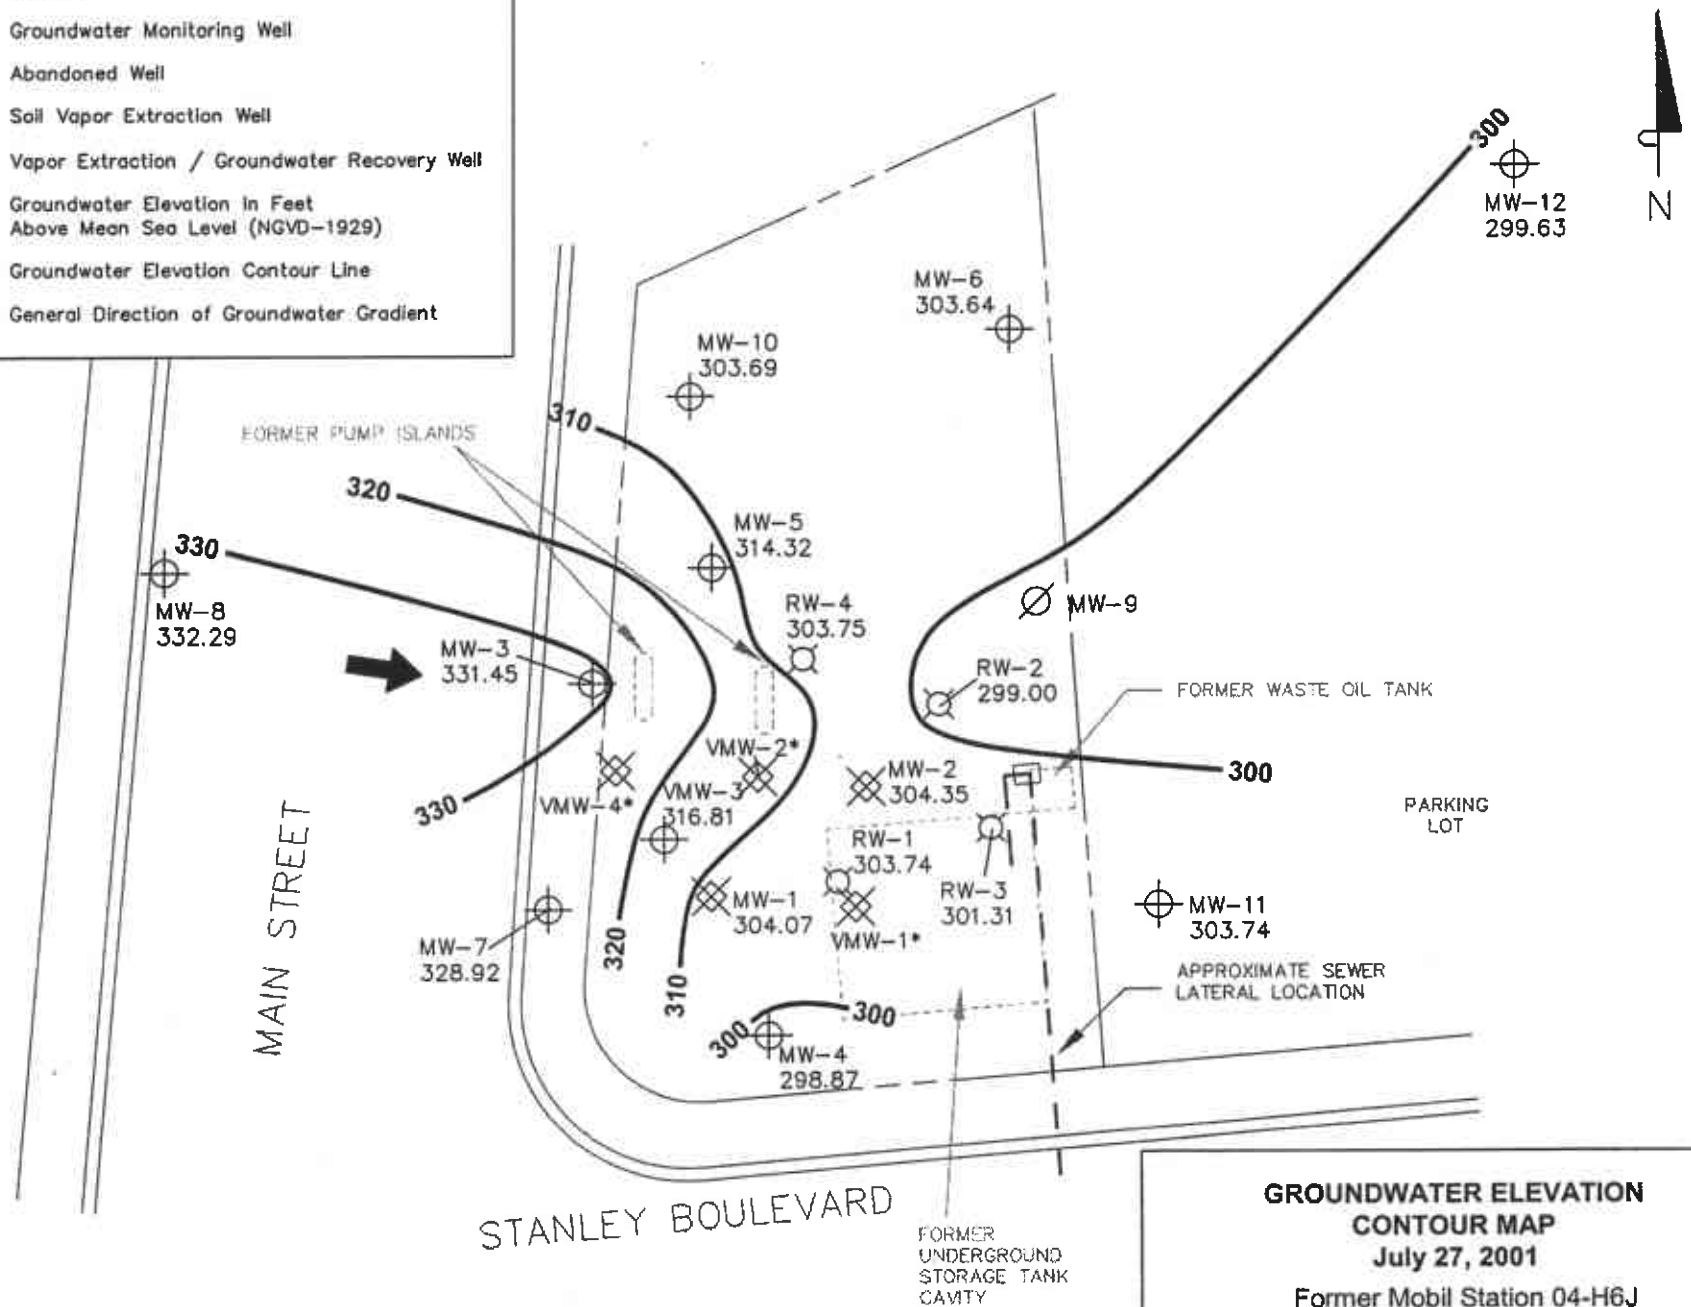 Groundwater Monitoring Well
Abandoned Well
Soil Vapor Extraction Well
Vapor Extraction / Groundwater Recovery Well
Groundwater Elevation In Feet
Above Mean Sea Level (NGVD-1929)
Groundwater Elevation Contour Line
General Direction of Groundwater Gradient
N
300
MW-12
299.63
MW-6
303.64
MW-10
303.69
310
FORMER PUMP ISLANDS
320
330
MW-5
314.32
MW-8
332.29
RW-4
303.75
MW-9
MW-3
331.45
RW-2
299.00
FORMER WASTE OIL TANK
VMW-2*
VMW-4*
VMW-3
316.81
MW-2
304.35
300
330
PARKING
LOT
RW-1
303.74
RW-3
301.31
MW-1
304.07
VMW-1*
MW-11
303.74
MW-7
328.92
320
310
APPROXIMATE SEWER
LATERAL LOCATION
300
300
MW-4
298.87
MAIN STREET
STANLEY BOULEVARD
FORMER
UNDERGROUND
STORAGE TANK
CAVITY
GROUNDWATER ELEVATION
CONTOUR MAP
July 27, 2001
Former Mobil Station 04-H6J